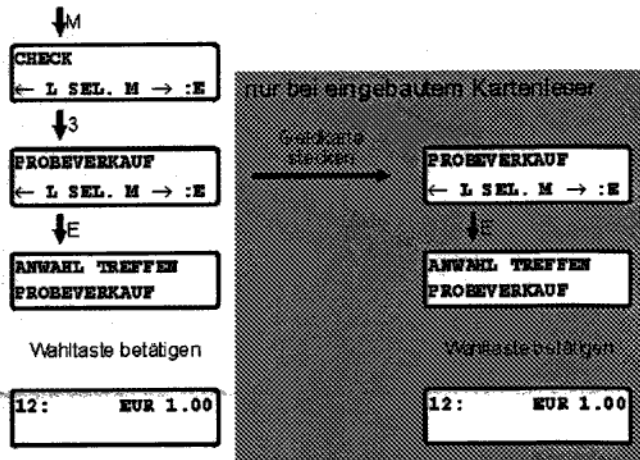 M
CHECK
← L SEL. M → :E
3
PROBEVERKAUF
← L SEL. M → :E
E
ANWAHL TREFFEN
PROBEVERKAUF
Wahltaste betätigen
12: EUR 1.00
nur bei eingebautem Kartenleser
Geldkarte
stecken
PROBEVERKAUF
← L SEL. M → :E
E
ANWAHL TREFFEN
PROBEVERKAUF
Wahltaste betätigen
12: EUR 1.00